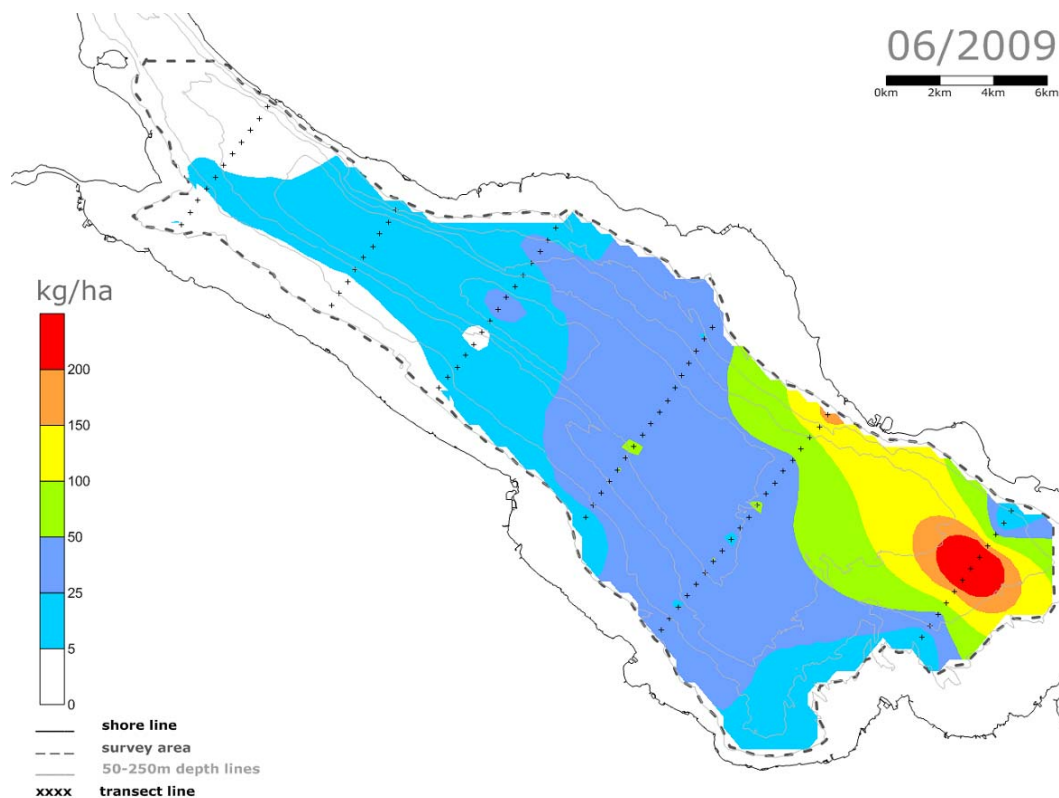 06/2009
0km 2km 4km 6km
kg/ha
200
150
100
50
25
5
0
shore line
survey area
50-250m depth lines
xxxx transect line